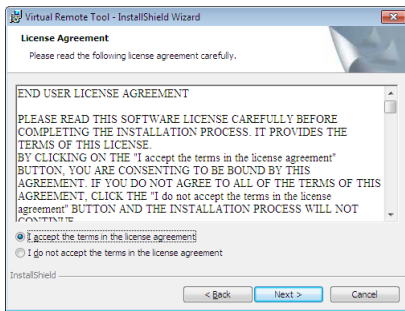 Virtual Remote Tool - InstallShield Wizard
License Agreement
Please read the following license agreement carefully.
END USER LICENSE AGREEMENT
PLEASE READ THIS SOFTWARE LICENSE CAREFULLY BEFORE
COMPLETING THE INSTALLATION PROCESS. IT PROVIDES THE
TERMS OF THIS LICENSE.
BY CLICKING ON THE "I accept the terms in the license agreement"
BUTTON, YOU ARE CONSENTING TO BE BOUND BY THIS
AGREEMENT. IF YOU DO NOT AGREE TO ALL OF THE TERMS OF THIS
AGREEMENT, CLICK THE "I do not accept the terms in the license
agreement" BUTTON AND THE INSTALLATION PROCESS WILL NOT
CONTINUE
I accept the terms in the license agreement
I do not accept the terms in the license agreement
InstallShield
< Back Next > Cancel